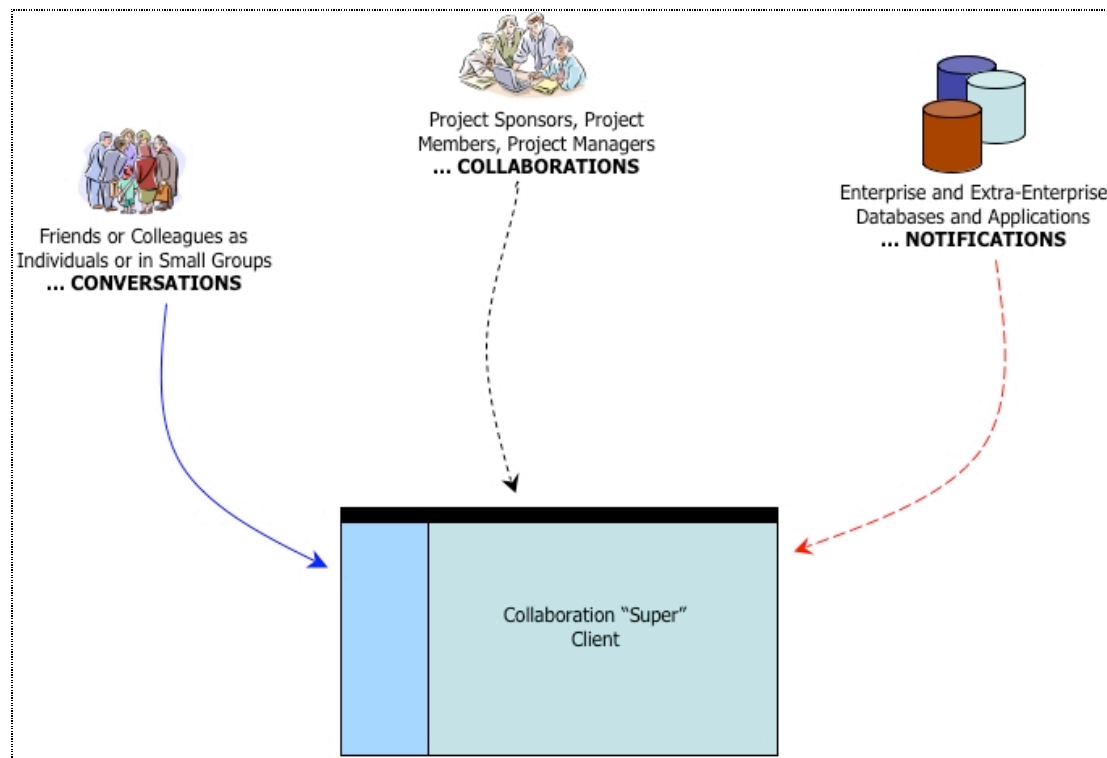 Project Sponsors, Project
Members, Project Managers
... COLLABORATIONS
Enterprise and Extra-Enterprise
Databases and Applications
... NOTIFICATIONS
Friends or Colleagues as
Individuals or in Small Groups
... CONVERSATIONS
Collaboration “Super”
Client